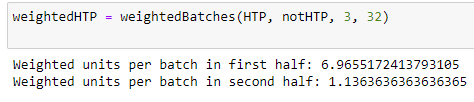 weightedHTP = weightedBatches(HTP, notHTP, 3, 32)
Weighted units per batch in first half: 6.9655172413793105
Weighted units per batch in second half: 1.1363636363636365